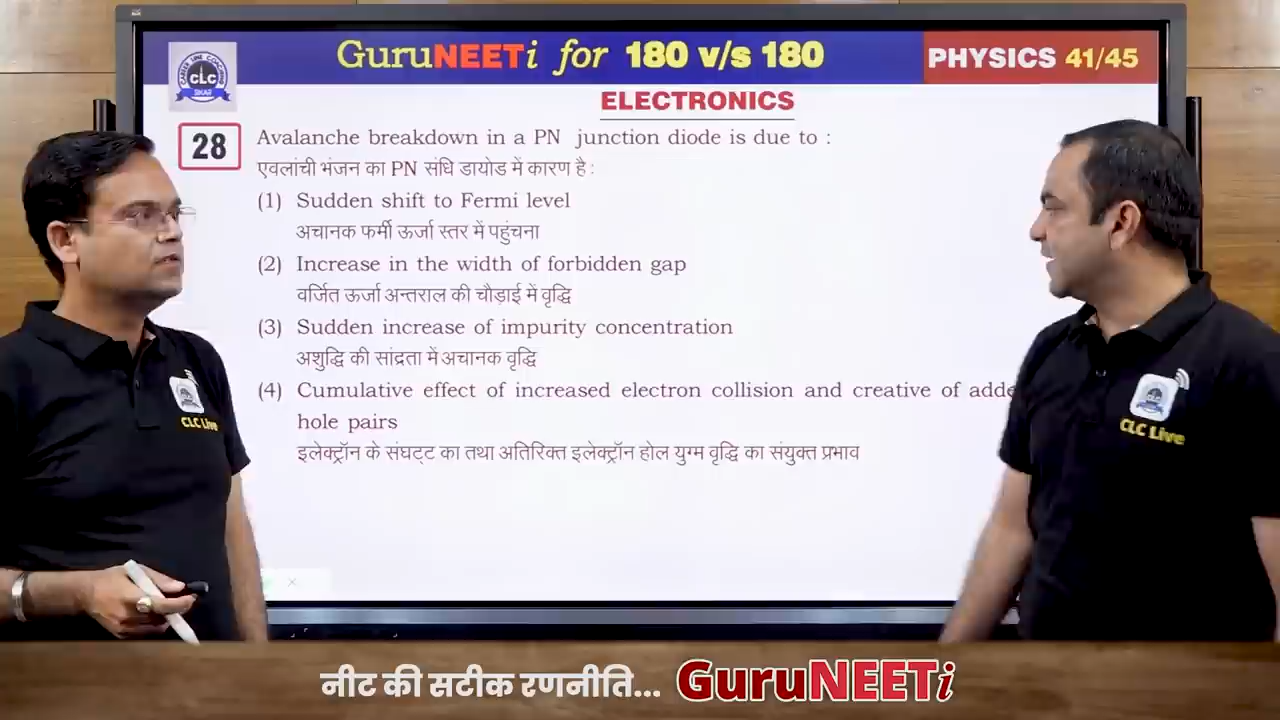 GuruNEETi for 180 v/s 180
PHYSICS 41/45
CLC
SIKAR
ELECTRONICS
28
Avalanche breakdown in a PN junction diode is due to :
एवलांची भंजन का PN संधि डायोड में कारण है :
(1) Sudden shift to Fermi level
अचानक फर्मी ऊर्जा स्तर में पहुंचना
(2) Increase in the width of forbidden gap
वर्जित ऊर्जा अन्तराल की चौड़ाई में वृद्धि
(3) Sudden increase of impurity concentration
अशुद्धि की सांद्रता में अचानक वृद्धि
(4) Cumulative effect of increased electron collision and creative of adde
hole pairs
इलेक्ट्रॉन के संघट्ट का तथा अतिरिक्त इलेक्ट्रॉन होल युग्म वृद्धि का संयुक्त प्रभाव
CLC Live
CLC Live
नीट की सटीक रणनीति... GuruNEETi